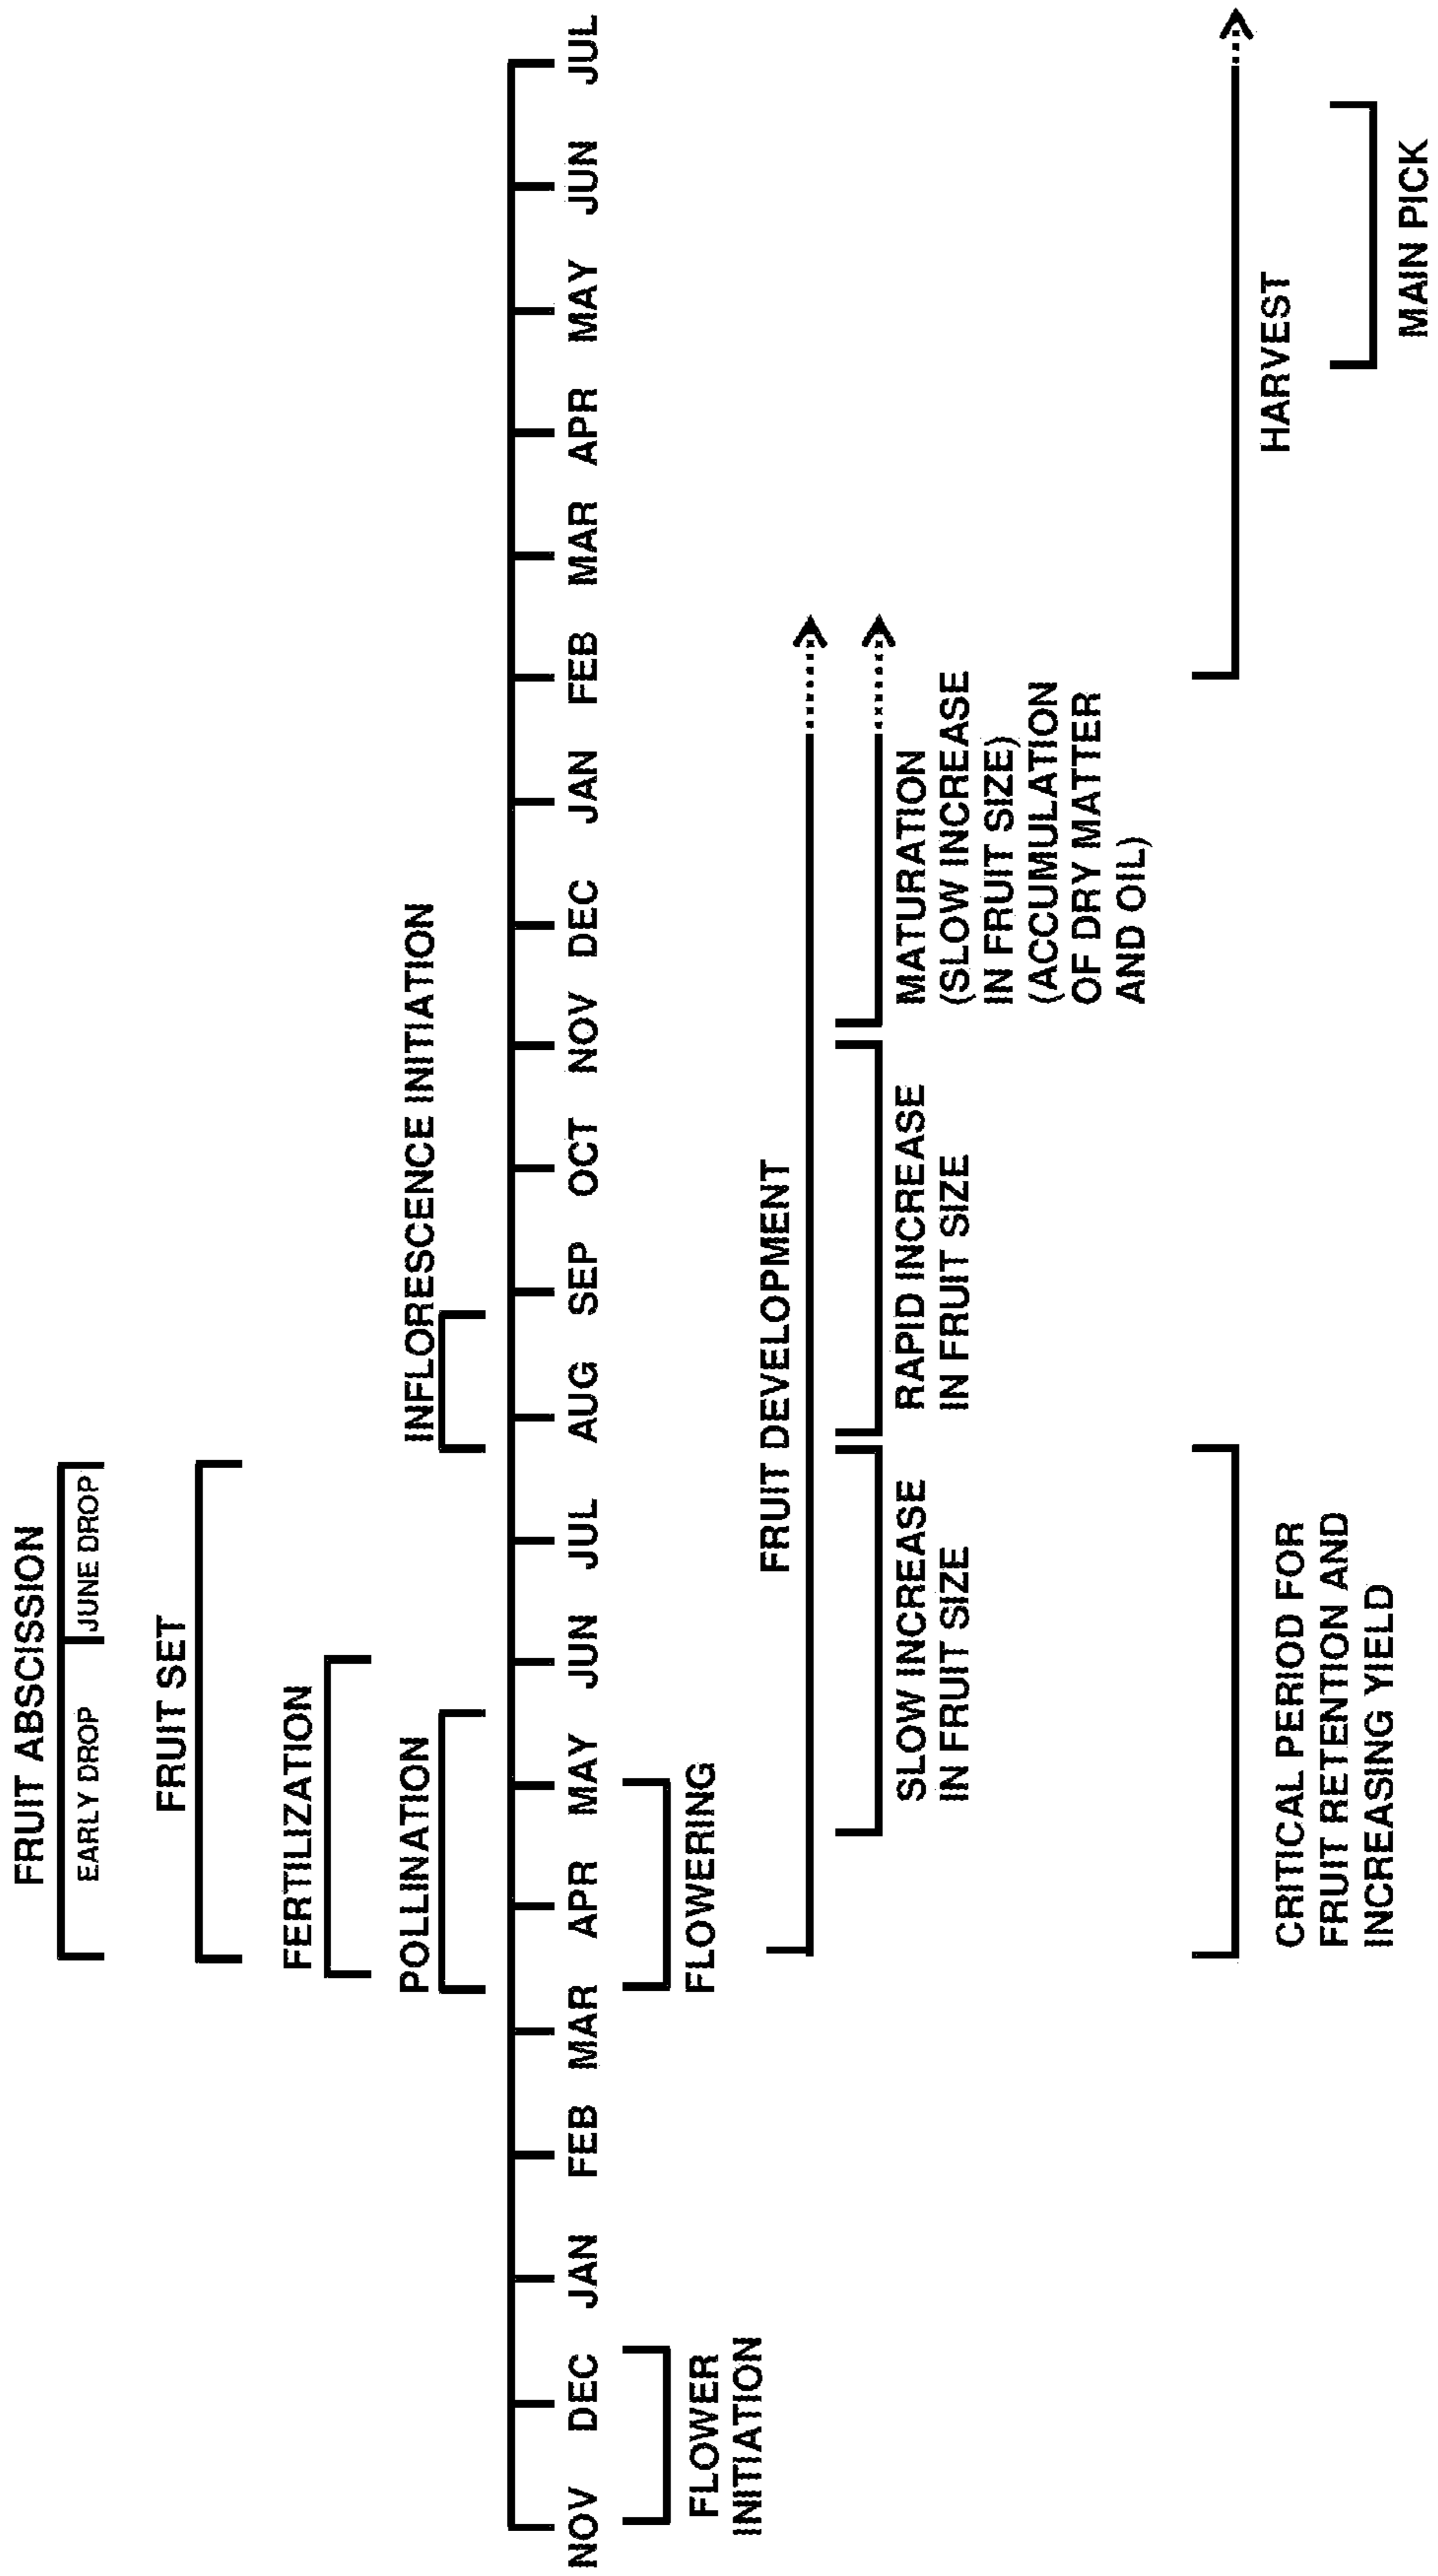 FRUIT ABSCISSION
EARLY DROP JUNE DROP
FRUIT SET
FERTILIZATION
POLLINATION
INFLORESCENCE INITIATION
NOV DEC JAN FEB MAR APR MAY JUN JUL AUG SEP OCT NOV DEC JAN FEB MAR APR MAY JUN JUL
FLOWER
INITIATION
FLOWERING
FRUIT DEVELOPMENT
SLOW INCREASE
IN FRUIT SIZE
RAPID INCREASE
IN FRUIT SIZE
MATURATION
(SLOW INCREASE
IN FRUIT SIZE)
(ACCUMULATION
OF DRY MATTER
AND OIL)
CRITICAL PERIOD FOR
FRUIT RETENTION AND
INCREASING YIELD
HARVEST
MAIN PICK